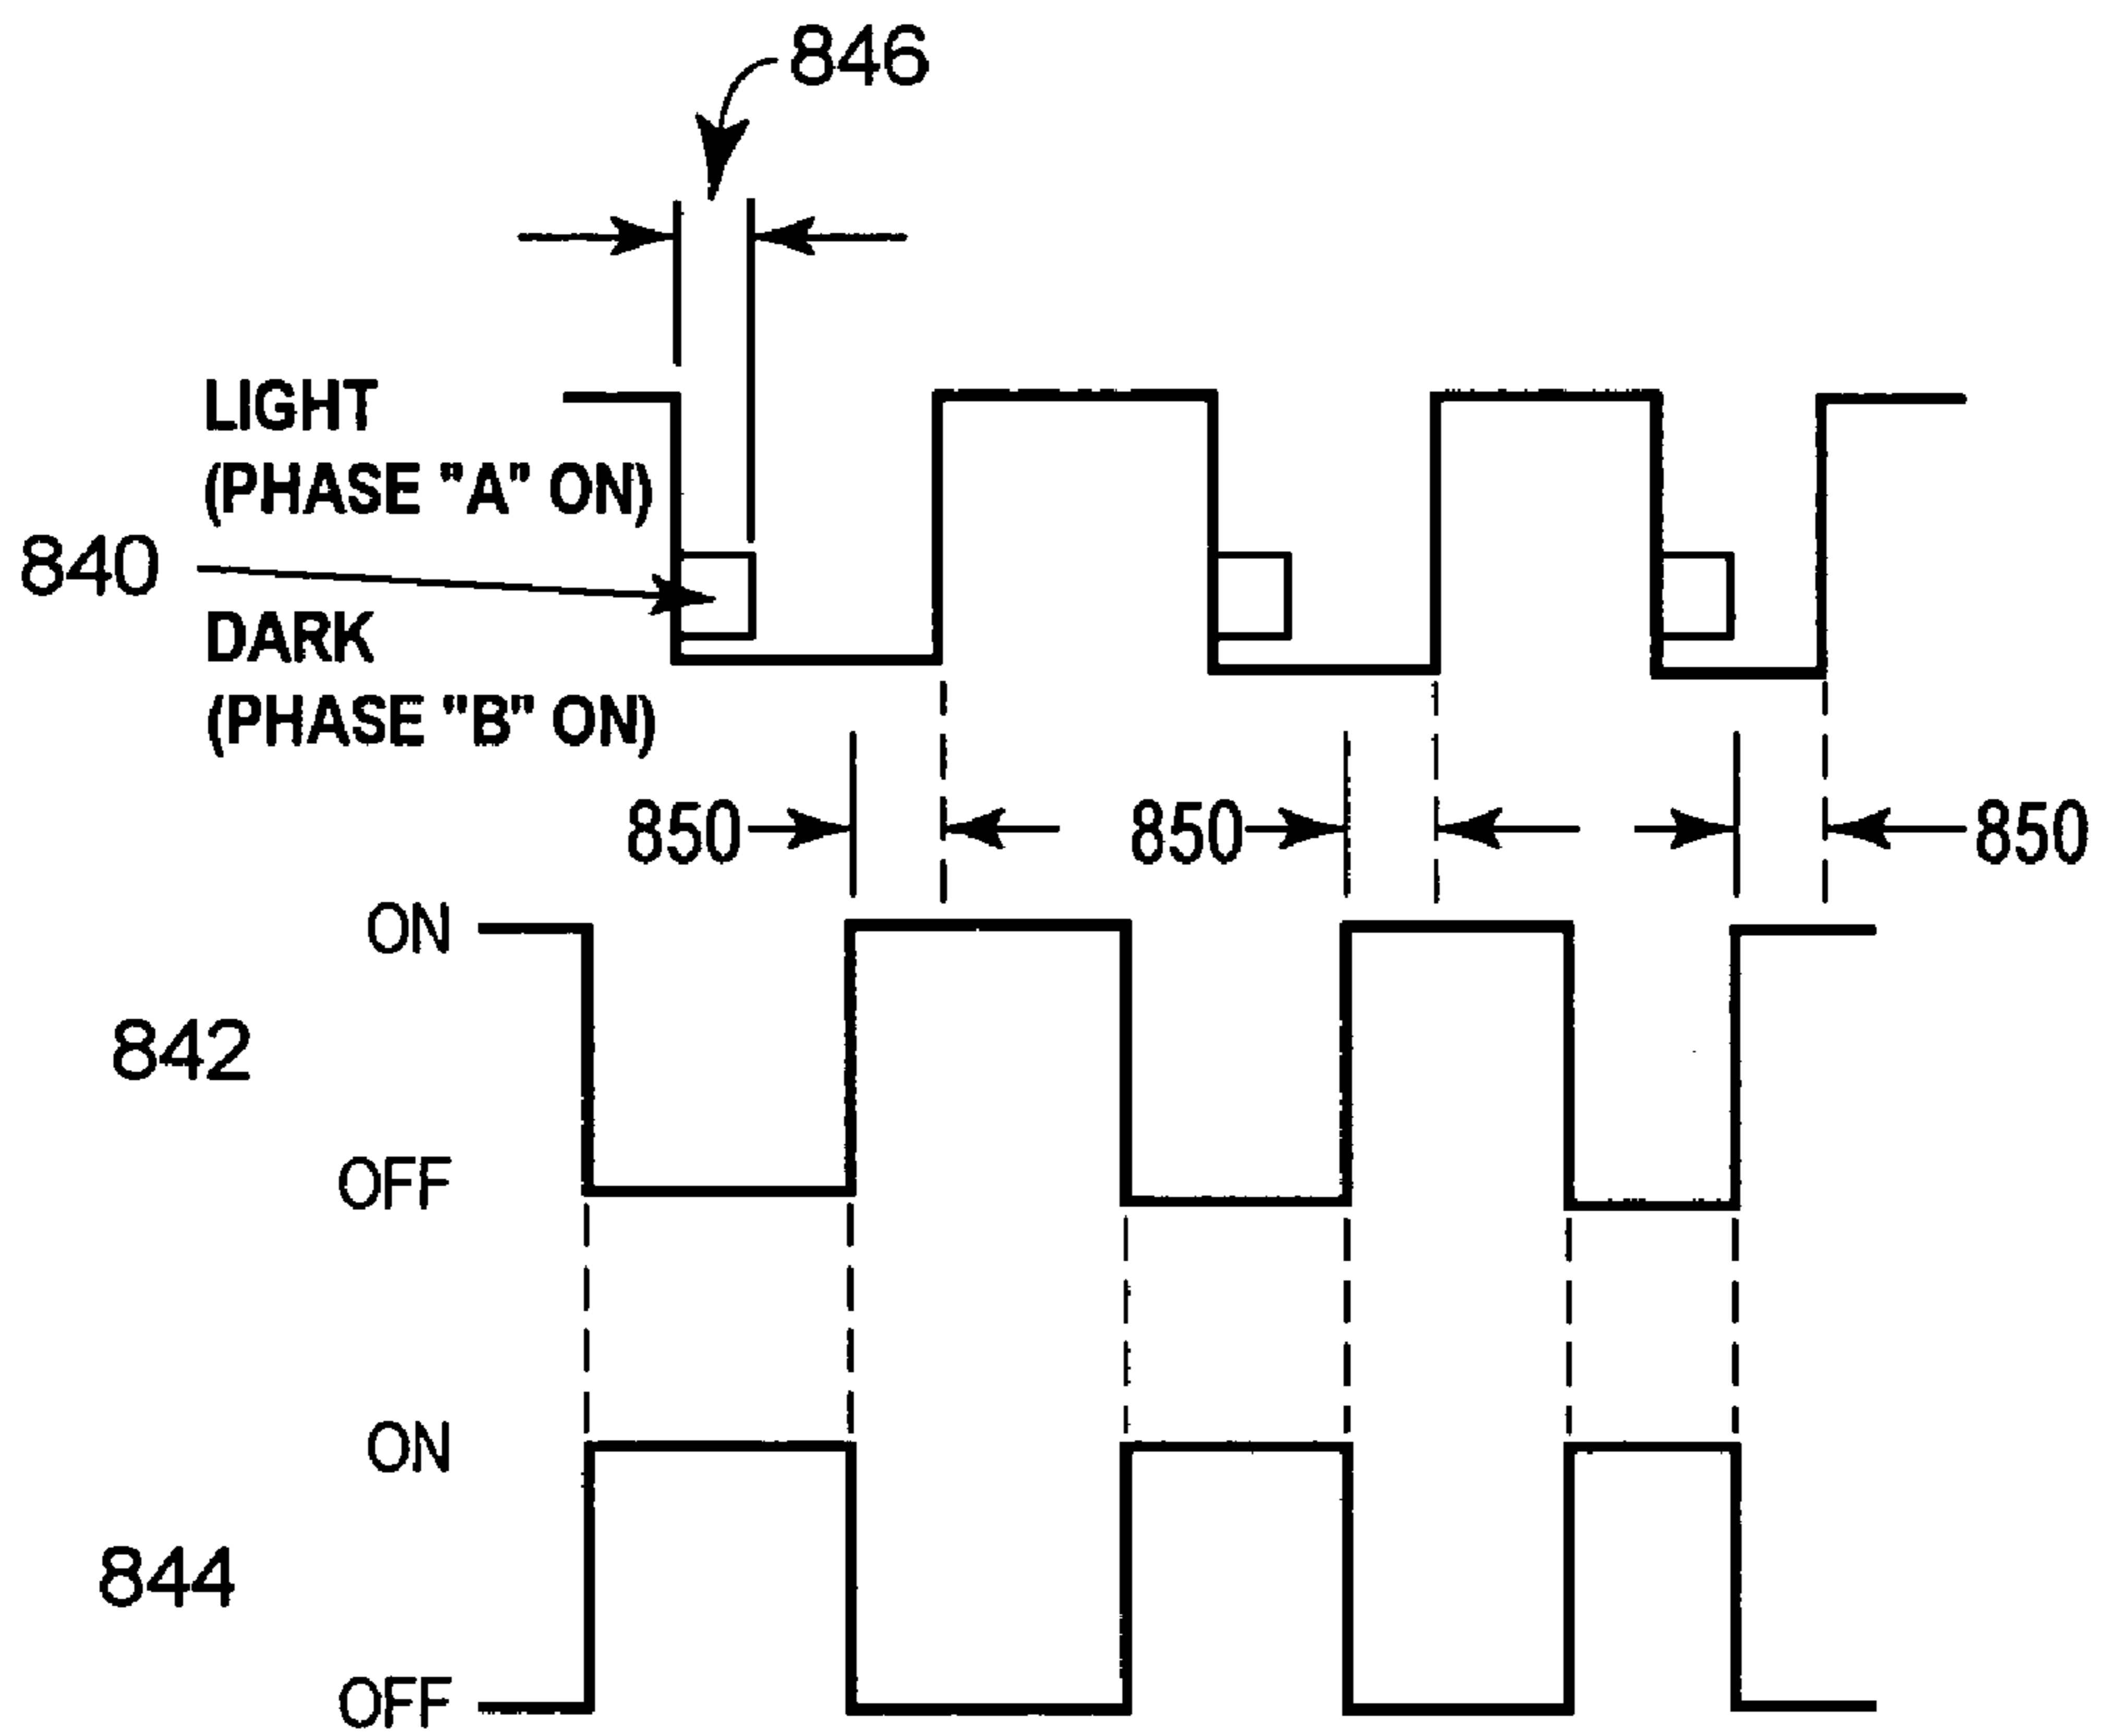 846
LIGHT
(PHASE "A" ON)
840
DARK
(PHASE "B" ON)
850 850 850
ON
842
OFF
ON
844
OFF